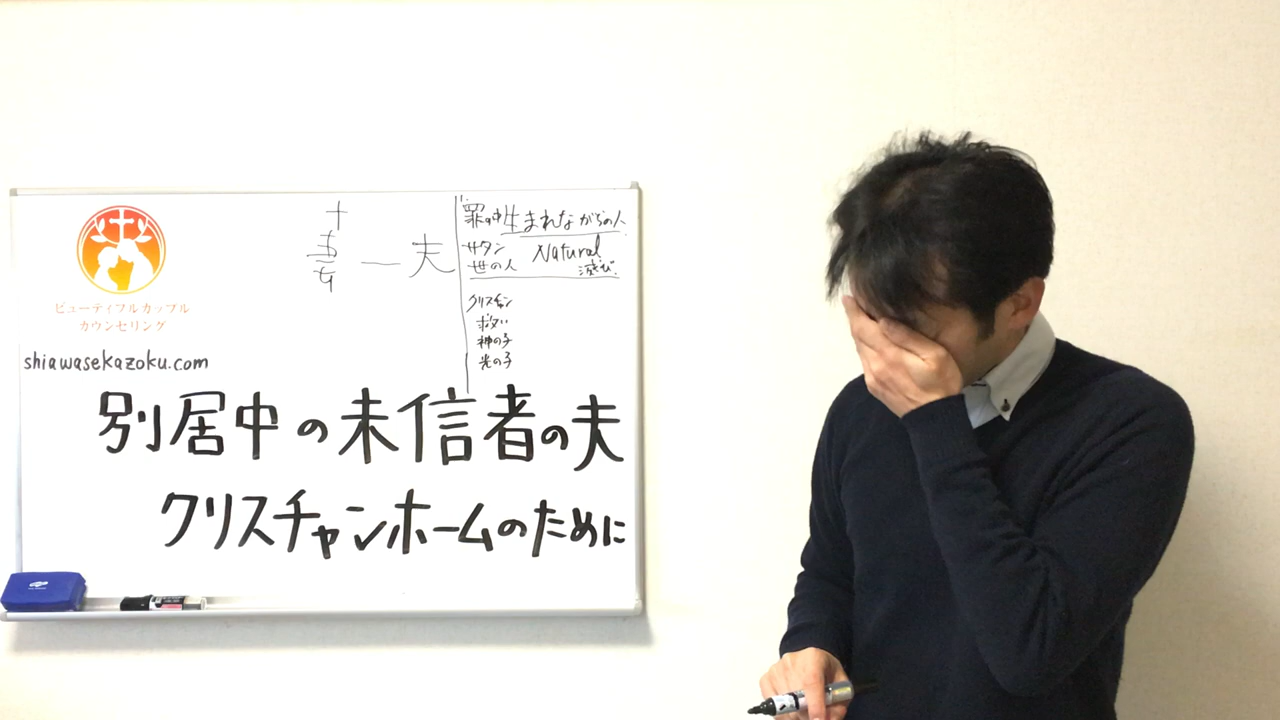 ビューティフルカップル
カウンセリング
shiawasekazoku.com
妻 ― 夫
罪の中 生まれながらの人
サタン Natural
世の人 滅び
クリスチャン
救い
神の子
光の子
別居中の未信者の夫
クリスチャンホームのために